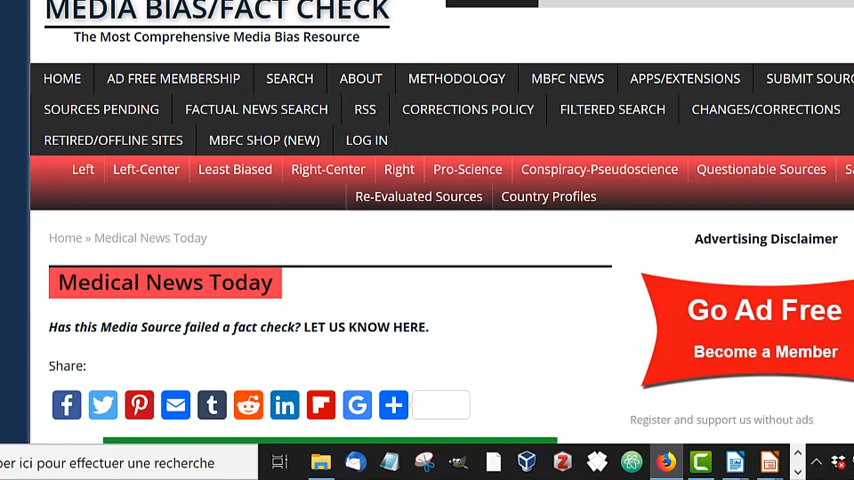 MEDIA BIAS/FACT CHECK
The Most Comprehensive Media Bias Resource
HOME AD FREE MEMBERSHIP SEARCH ABOUT METHODOLOGY MBFC NEWS APPS/EXTENSIONS SUBMIT
SOURCES PENDING FACTUAL NEWS SEARCH RSS CORRECTIONS POLICY FILTERED SEARCH CHANGES/CORRECTIONS
RETIRED/OFFLINE SITES MBFC SHOP (NEW) LOG IN
Left Left-Center Least Biased Right-Center Right Pro-Science Conspiracy-Pseudoscience Questionable Sources
Re-Evaluated Sources Country Profiles
Home » Medical News Today
Advertising Disclaimer
Medical News Today
Has this Media Source failed a fact check? LET US KNOW HERE.
Share:
Go Ad Free
Become a Member
Register and support us without ads
per ici pour effectuer une recherche